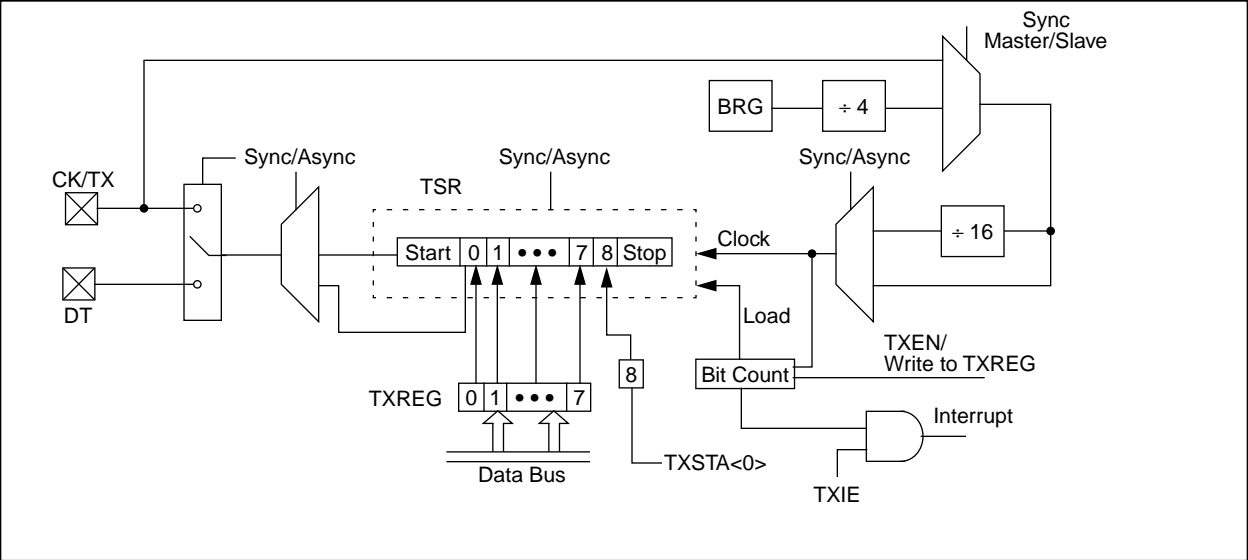 Sync
Master/Slave
BRG
÷ 4
Sync/Async
Sync/Async
Sync/Async
CK/TX
TSR
÷ 16
Clock
Start 0 1 ••• 7 8 Stop
DT
Load
TXEN/
Write to TXREG
8
Bit Count
TXREG 0 1 ••• 7
Interrupt
TXSTA<0>
Data Bus
TXIE